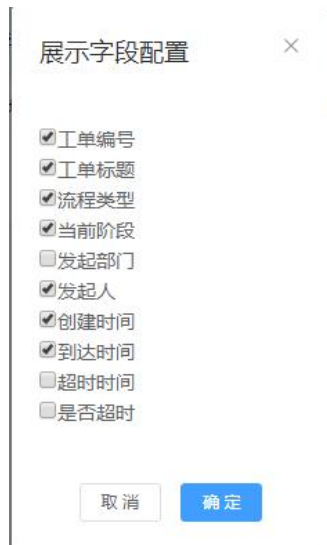 展示字段配置
工单编号
工单标题
流程类型
当前阶段
发起部门
发起人
创建时间
到达时间
超时时间
是否超时
取消 确定